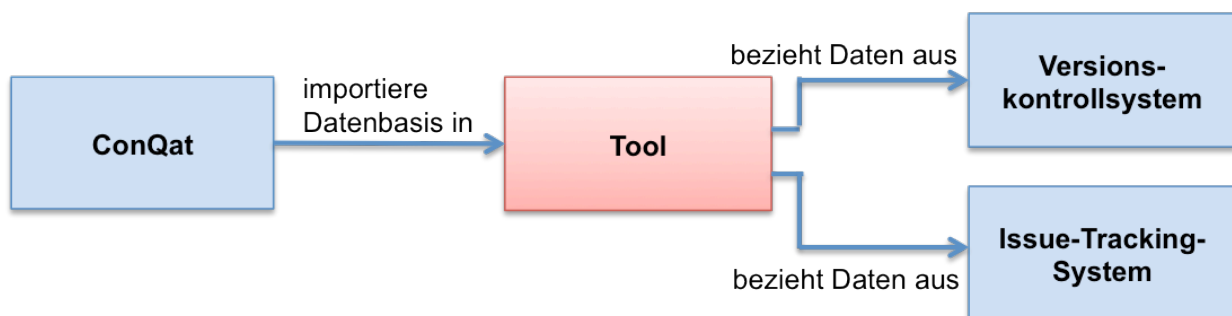 ConQat
importiere
Datenbasis in
Tool
bezieht Daten aus
Versions-
kontrollsystem
bezieht Daten aus
Issue-Tracking-
System